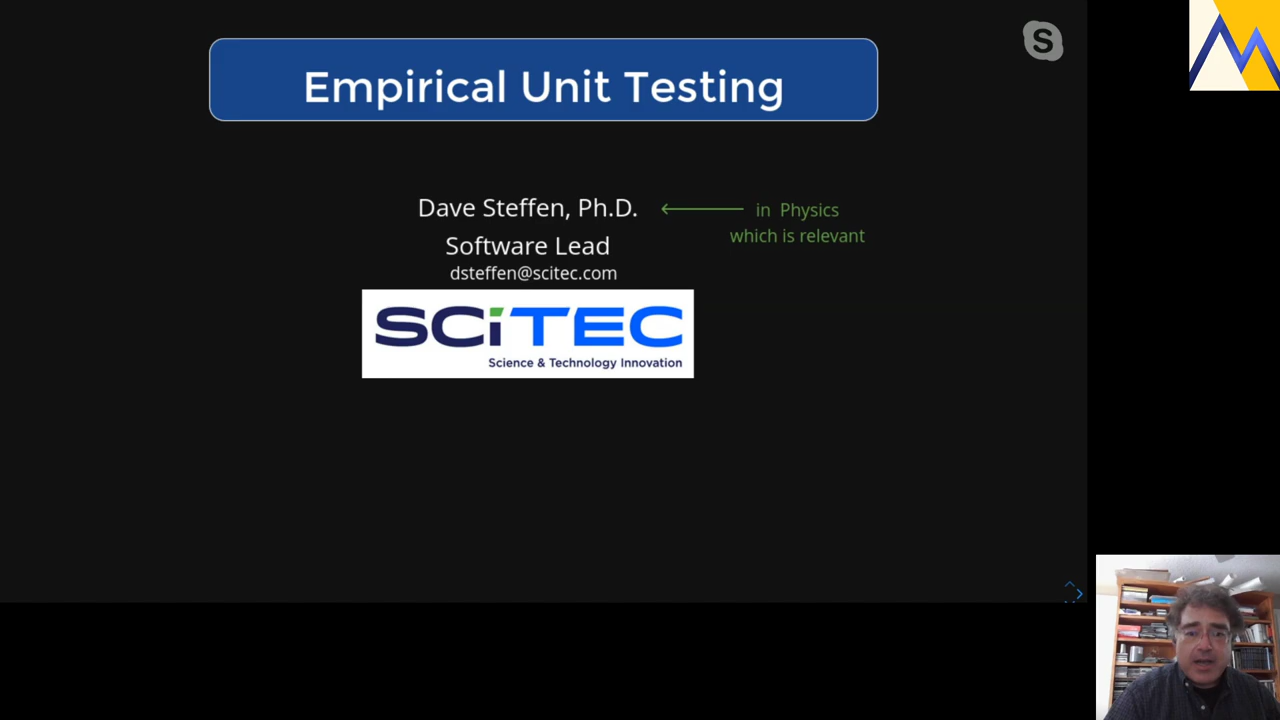 Empirical Unit Testing
Dave Steffen, Ph.D.
in Physics
which is relevant
Software Lead
dsteffen@scitec.com
SCiTEC
Science & Technology Innovation
S